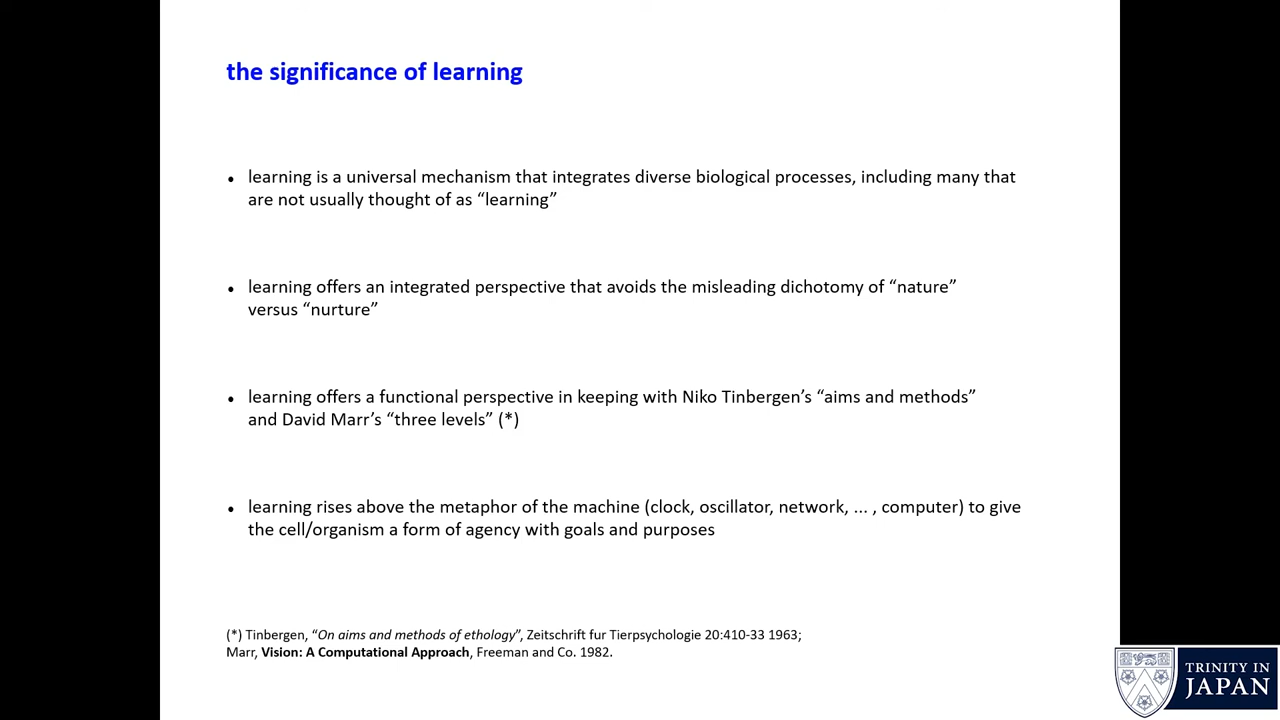 the significance of learning
• learning is a universal mechanism that integrates diverse biological processes, including many that
are not usually thought of as “learning”
• learning offers an integrated perspective that avoids the misleading dichotomy of “nature”
versus “nurture”
• learning offers a functional perspective in keeping with Niko Tinbergen’s “aims and methods”
and David Marr’s “three levels” (*)
• learning rises above the metaphor of the machine (clock, oscillator, network, ... , computer) to give
the cell/organism a form of agency with goals and purposes
(*) Tinbergen, “On aims and methods of ethology”, Zeitschrift fur Tierpsychologie 20:410-33 1963;
Marr, Vision: A Computational Approach, Freeman and Co. 1982.
TRINITY IN
JAPAN